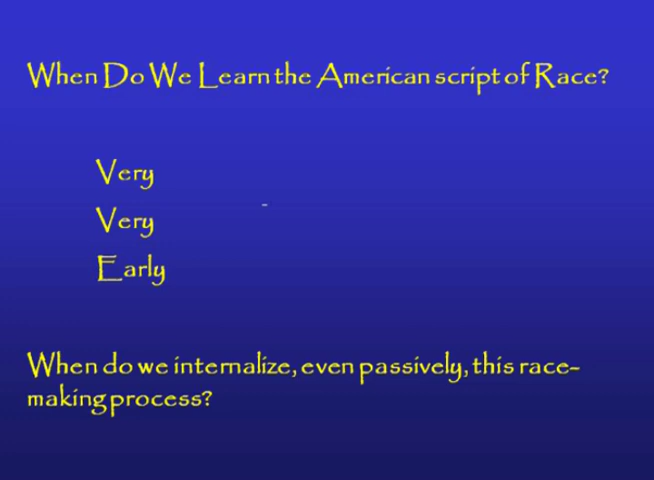 When Do We Learn the American script of Race?
Very
Very
Early
When do we internalize, even passively, this race-
making process?